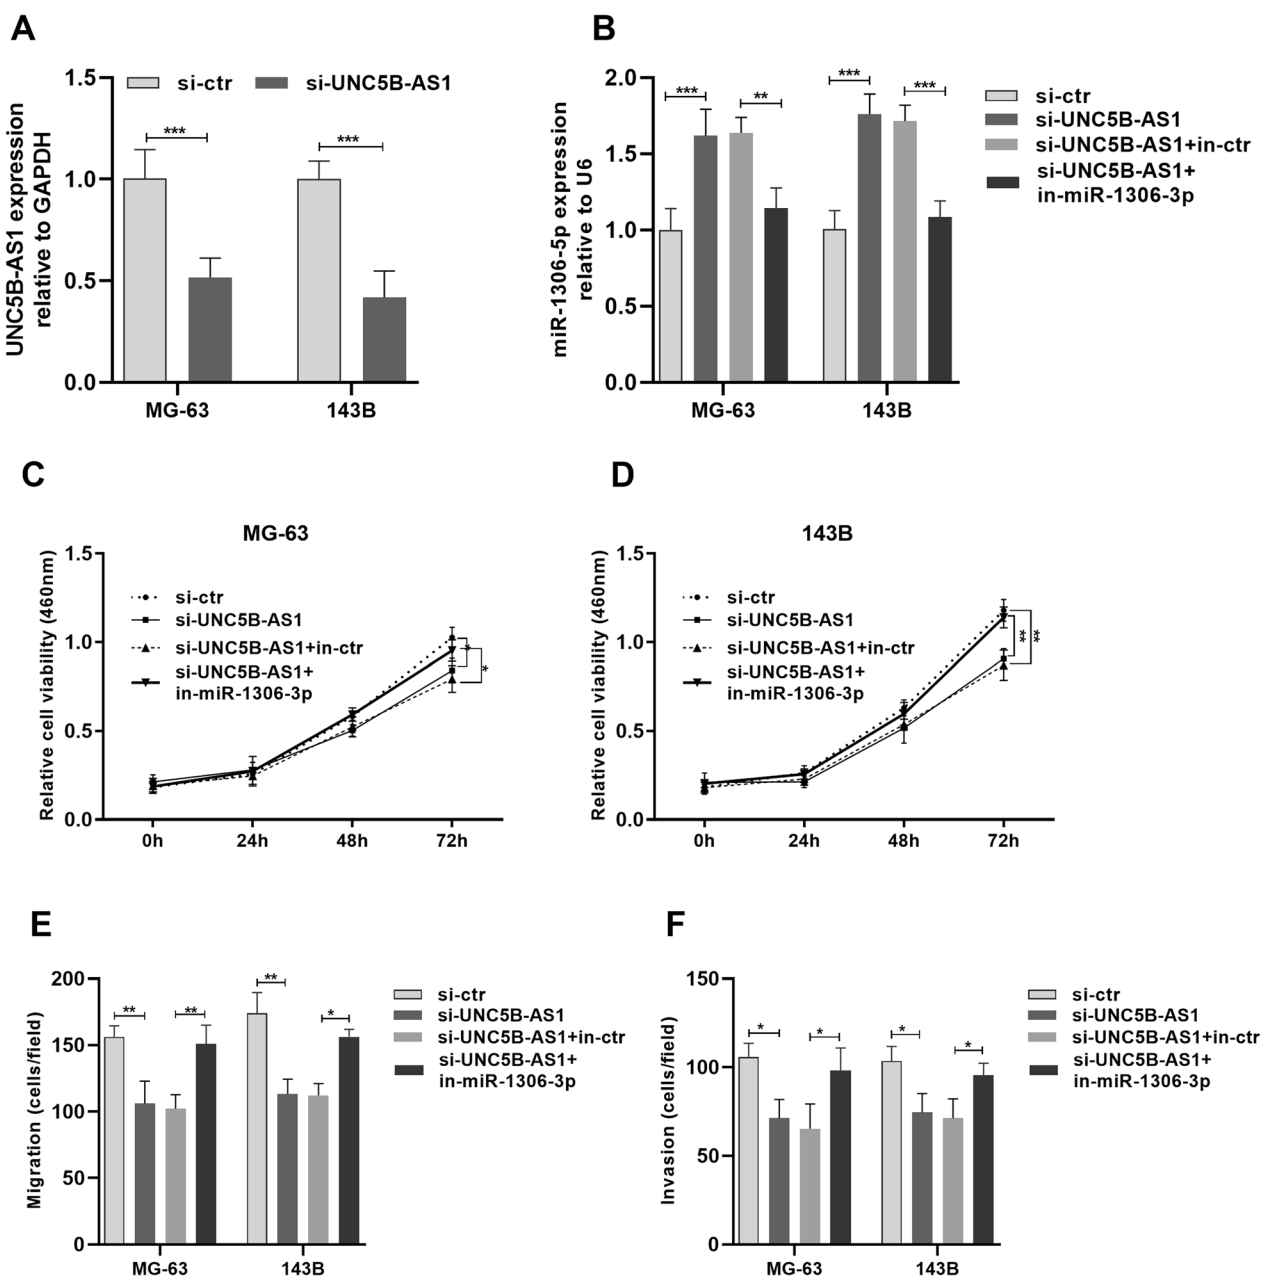 A
UNC5B-AS1 expression
relative to GAPDH
si-ctr
si-UNC5B-AS1
1.5
1.0
0.5
0.0
***
***
MG-63
143B
B
miR-1306-5p expression
relative to U6
2.0
1.5
1.0
0.5
0.0
***
**
***
***
MG-63
143B
si-ctr
si-UNC5B-AS1
si-UNC5B-AS1+in-ctr
si-UNC5B-AS1+
in-miR-1306-3p
C
MG-63
Relative cell viability (460nm)
1.5
1.0
0.5
0.0
si-ctr
si-UNC5B-AS1
si-UNC5B-AS1+in-ctr
si-UNC5B-AS1+
in-miR-1306-3p
*
*
0h
24h
48h
72h
D
143B
Relative cell viability (460nm)
1.5
1.0
0.5
0.0
si-ctr
si-UNC5B-AS1
si-UNC5B-AS1+in-ctr
si-UNC5B-AS1+
in-miR-1306-3p
**
**
0h
24h
48h
72h
E
Migration (cells/field)
200
150
100
50
0
**
**
**
*
MG-63
143B
si-ctr
si-UNC5B-AS1
si-UNC5B-AS1+in-ctr
si-UNC5B-AS1+
in-miR-1306-3p
F
Invasion (cells/field)
150
100
50
0
*
*
*
*
MG-63
143B
si-ctr
si-UNC5B-AS1
si-UNC5B-AS1+in-ctr
si-UNC5B-AS1+
in-miR-1306-3p